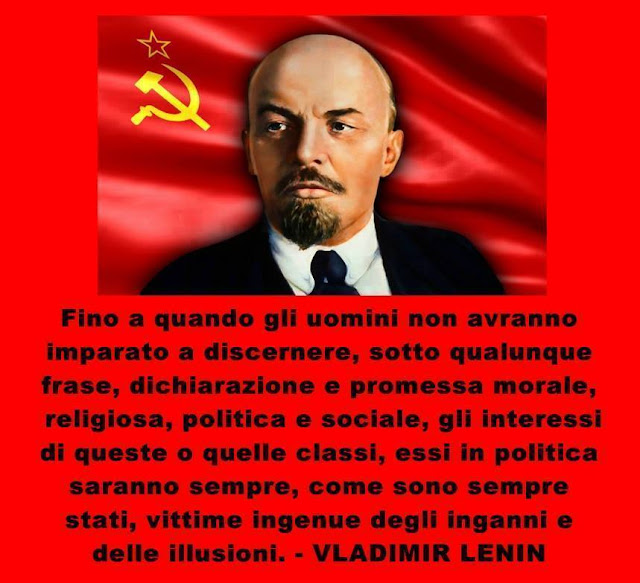 Fino a quando gli uomini non avranno
imparato a discernere, sotto qualunque
frase, dichiarazione e promessa morale,
religiosa, politica e sociale, gli interessi
di queste o quelle classi, essi in politica
saranno sempre, come sono sempre
stati, vittime ingenue degli inganni e
delle illusioni. - VLADIMIR LENIN